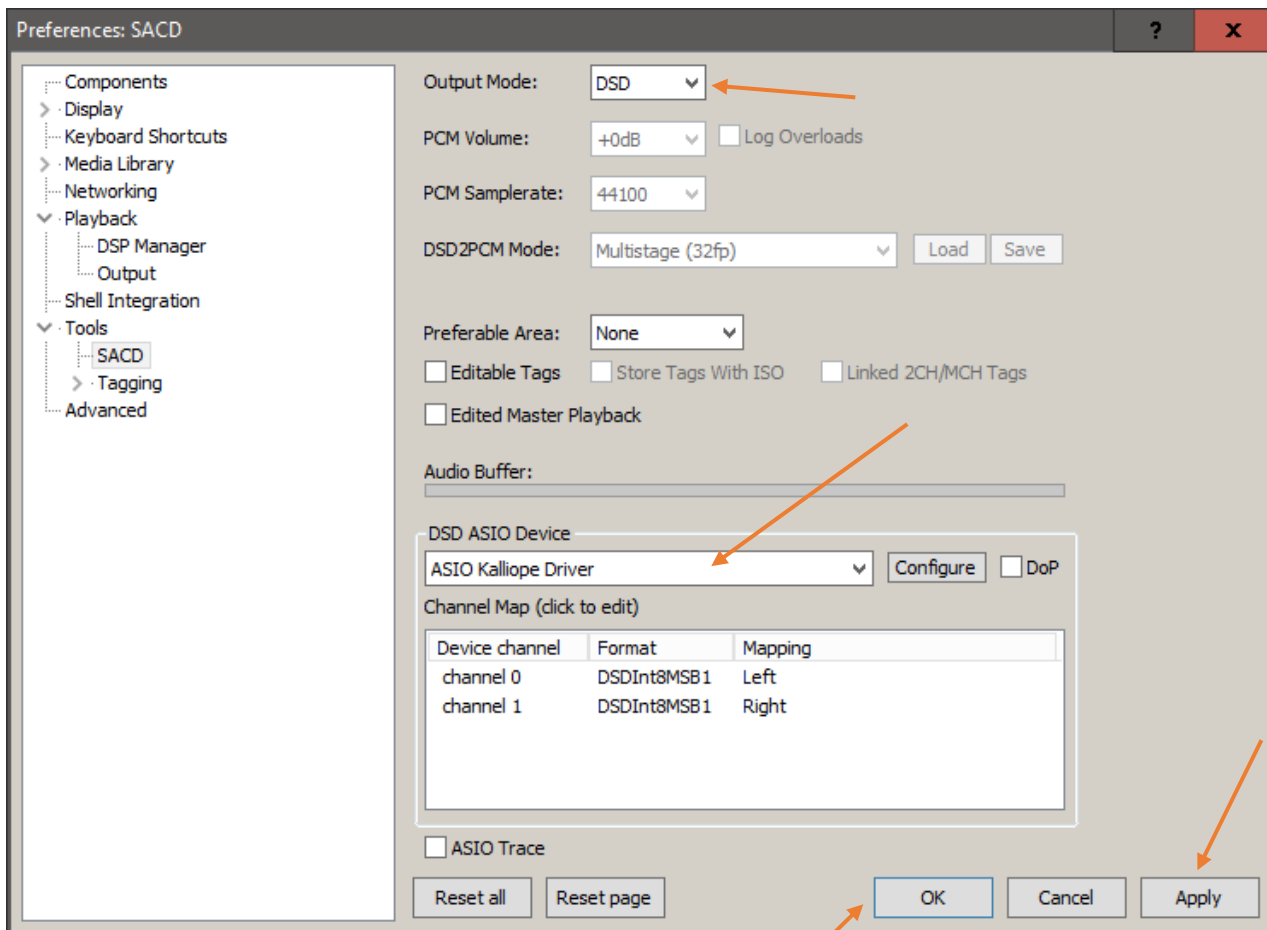 Preferences: SACD
?
x
Components
Display
Keyboard Shortcuts
Media Library
Networking
Playback
DSP Manager
Output
Shell Integration
Tools
SACD
Tagging
Advanced
Output Mode: DSD
PCM Volume: +0dB Log Overloads
PCM Samplerate: 44100
DSD2PCM Mode: Multistage (32fp) Load Save
Preferable Area: None
Editable Tags Store Tags With ISO Linked 2CH/MCH Tags
Edited Master Playback
Audio Buffer:
DSD ASIO Device
ASIO Kalliope Driver Configure DoP
Channel Map (click to edit)
Device channel Format Mapping
channel 0 DSDInt8MSB1 Left
channel 1 DSDInt8MSB1 Right
ASIO Trace
Reset all Reset page OK Cancel Apply